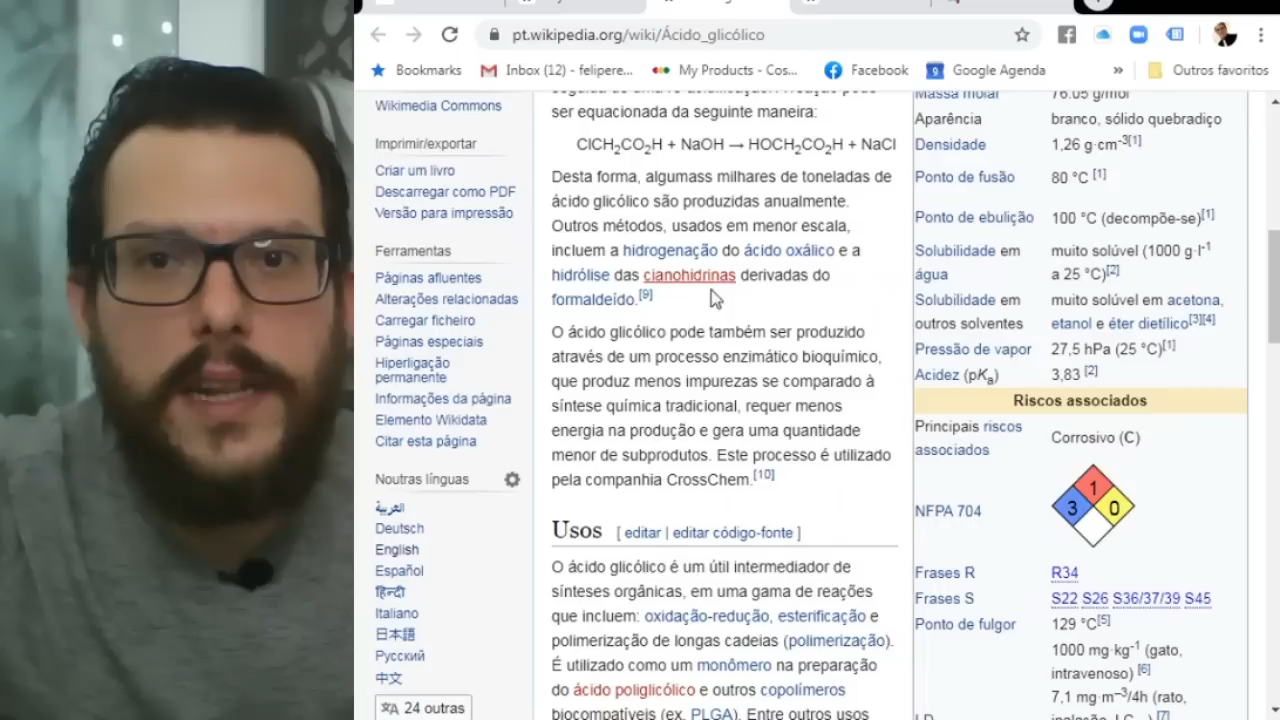 pt.wikipedia.org/wiki/Ácido_glicólico
Bookmarks
Inbox (12) - felipere...
My Products - Cos...
Facebook
Google Agenda
»
Outros favoritos
Wikimedia Commons
Imprimir/exportar
Criar um livro
Descarregar como PDF
Versão para impressão
Ferramentas
Páginas afluentes
Alterações relacionadas
Carregar ficheiro
Páginas especiais
Hiperligação
permanente
Informações da página
Elemento Wikidata
Citar esta página
Noutras línguas
العربية
Deutsch
English
Español
हिन्दी
Italiano
日本語
Русский
中文
24 outras
ser equacionada da seguinte maneira:
ClCH2CO2H + NaOH → HOCH2CO2H + NaCl
Desta forma, algumass milhares de toneladas de
ácido glicólico são produzidas anualmente.
Outros métodos, usados em menor escala,
incluem a hidrogenação do ácido oxálico e a
hidrólise das cianohidrinas derivadas do
formaldeído.[9]
O ácido glicólico pode também ser produzido
através de um processo enzimático bioquímico,
que produz menos impurezas se comparado à
síntese química tradicional, requer menos
energia na produção e gera uma quantidade
menor de subprodutos. Este processo é utilizado
pela companhia CrossChem.[10]
Usos [ editar | editar código-fonte ]
O ácido glicólico é um útil intermediador de
sínteses orgânicas, em uma gama de reações
que incluem: oxidação-redução, esterificação e
polimerização de longas cadeias (polimerização).
É utilizado como um monômero na preparação
do ácido poliglicólico e outros copolímeros
biocompatíveis (ex. PLGA). Entre outros usos
Massa molar 76.05 g/mol
Aparência branco, sólido quebradiço
Densidade 1,26 g·cm-3[1]
Ponto de fusão 80 °C [1]
Ponto de ebulição 100 °C (decompõe-se)[1]
Solubilidade em muito solúvel (1000 g·l-1
água a 25 °C)[2]
Solubilidade em muito solúvel em acetona,
outros solventes etanol e éter dietílico[3][4]
Pressão de vapor 27,5 hPa (25 °C)[1]
Acidez (pKa) 3,83 [2]
Riscos associados
Principais riscos
associados Corrosivo (C)
NFPA 704 1 3 0
Frases R R34
Frases S S22 S26 S36/37/39 S45
Ponto de fulgor 129 °C[5]
1000 mg·kg-1 (gato,
intravenoso) [6]
7,1 mg·m-3/4h (rato,